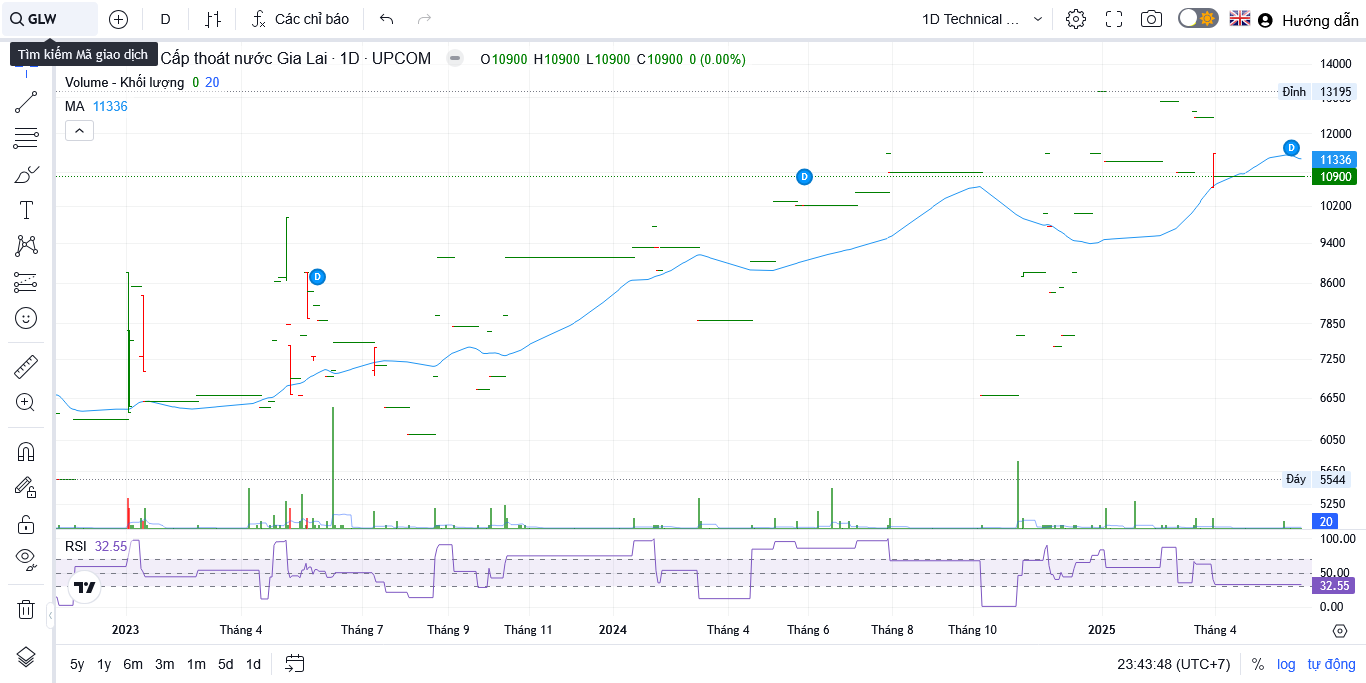 GLW
D
Các chỉ báo
1D Technical ...
Hướng dẫn
Tìm kiếm Mã giao dịch
Cấp thoát nước Gia Lai · 1D · UPCOM
O10900 H10900 L10900 C10900 0 (0.00%)
Volume - Khối lượng 0 20
MA 11336
14000
Đỉnh 13195
12000
D
11336
D
10900
10200
9400
D
8600
7850
7250
6650
6050
5650
Đáy 5544
5250
20
RSI 32.55
100.00
50.00
32.55
0.00
2023 Tháng 4 Tháng 7 Tháng 9 Tháng 11 2024 Tháng 4 Tháng 6 Tháng 8 Tháng 10 2025 Tháng 4
5y 1y 6m 3m 1m 5d 1d
23:43:48 (UTC+7) % log tự động